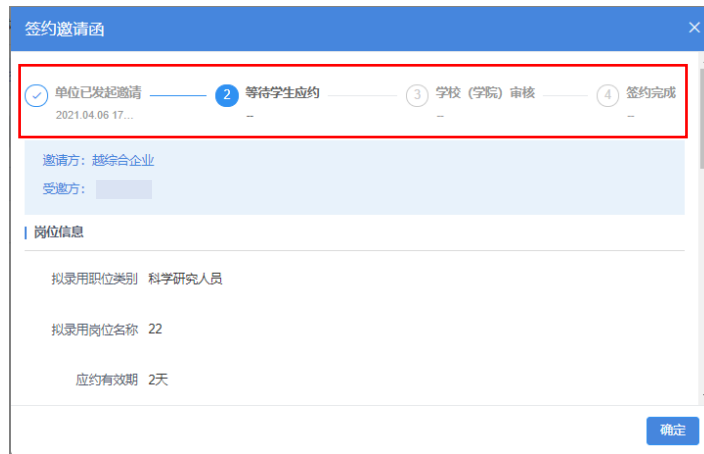 签约邀请函
单位已发起邀请 2 等待学生应约 3 学校（学院）审核 4 签约完成
2021.04.06 17... -- -- --
邀请方：越综合企业
受邀方：
岗位信息
拟录用职位类别 科学研究人员
拟录用岗位名称 22
应约有效期 2天
确定